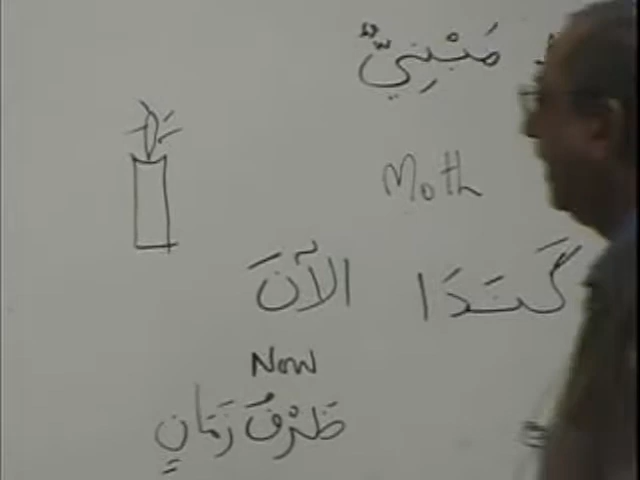 مَبْنِيٌّ
Moth
كَنَدَا الآنَ
Now
ظَرْفُ زَمَانٍ